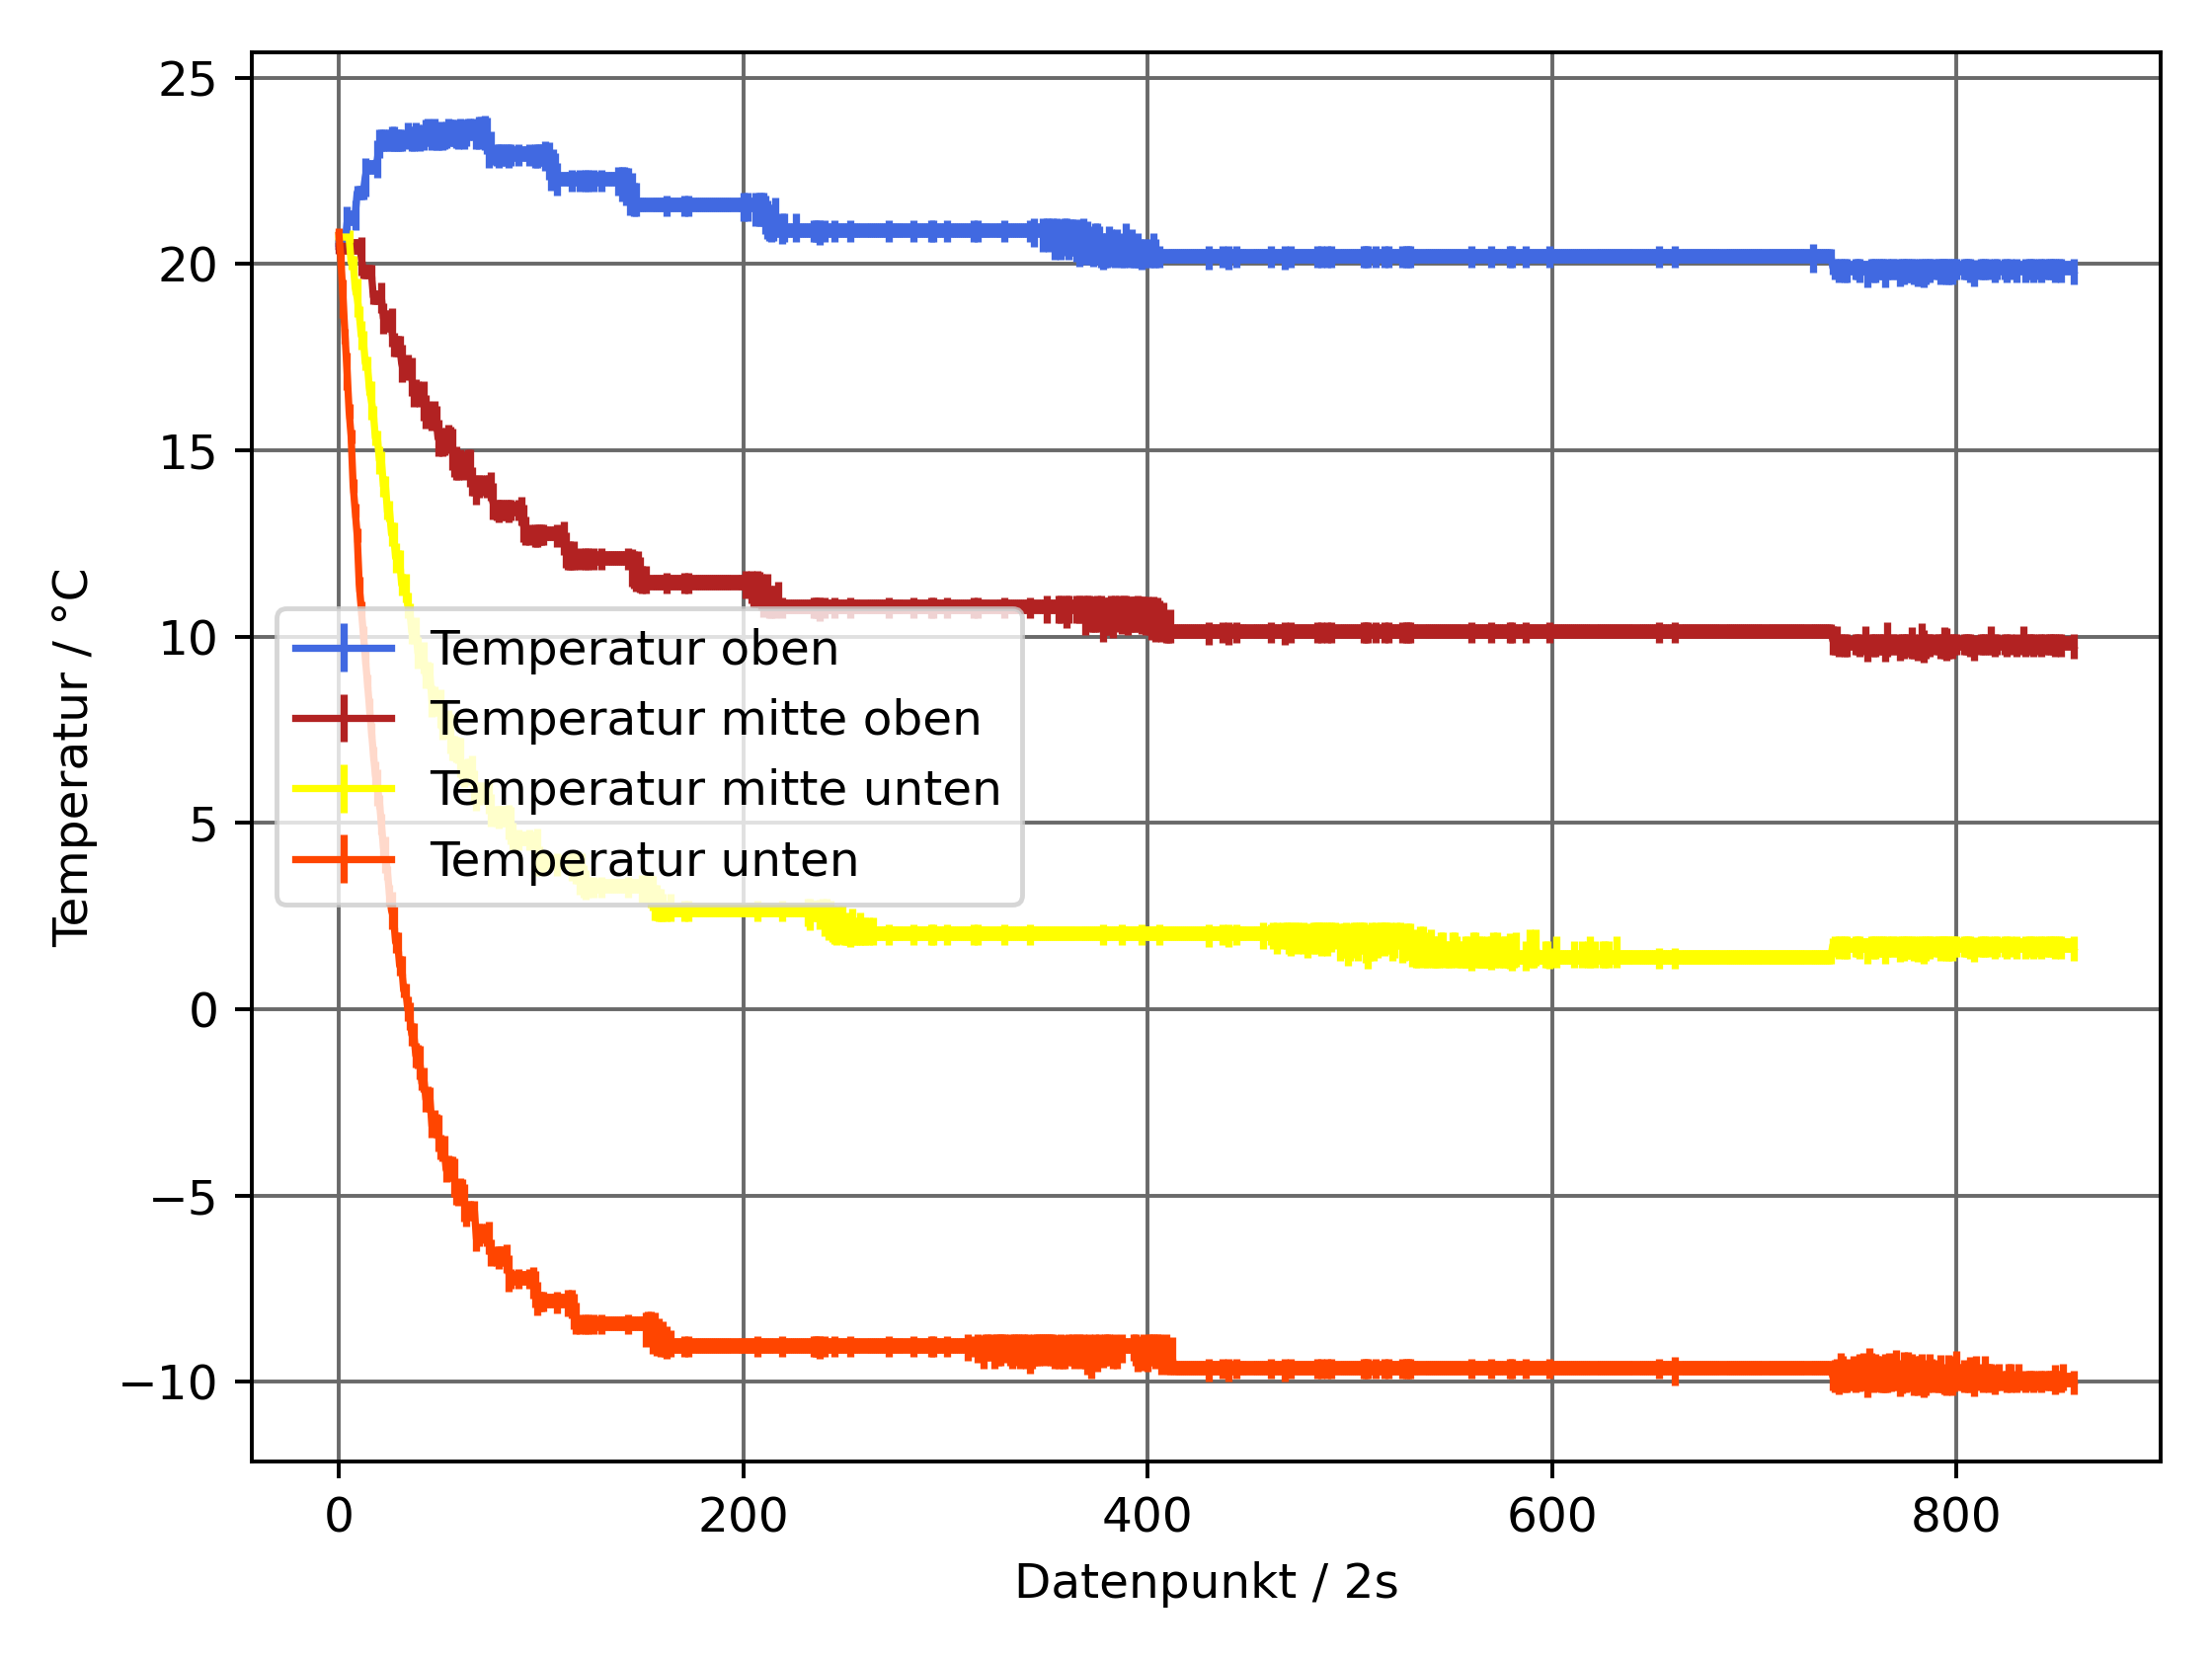 25
20
15
10
5
0
−5
−10
Temperatur / °C
Temperatur oben
Temperatur mitte oben
Temperatur mitte unten
Temperatur unten
0 200 400 600 800
Datenpunkt / 2s